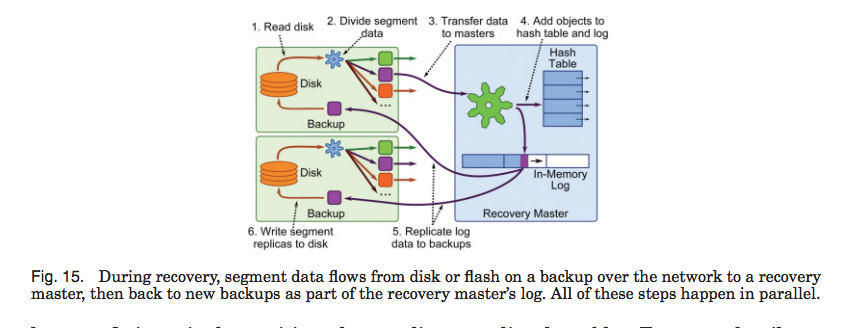 1. Read disk
2. Divide segment
data
3. Transfer data
to masters
4. Add objects to
hash table and log
Hash
Table
Disk
...
Backup
Disk
...
Backup
In-Memory
Log
Recovery Master
6. Write segment
replicas to disk
5. Replicate log
data to backups
Fig. 15. During recovery, segment data flows from disk or flash on a backup over the network to a recovery
master, then back to new backups as part of the recovery master's log. All of these steps happen in parallel.